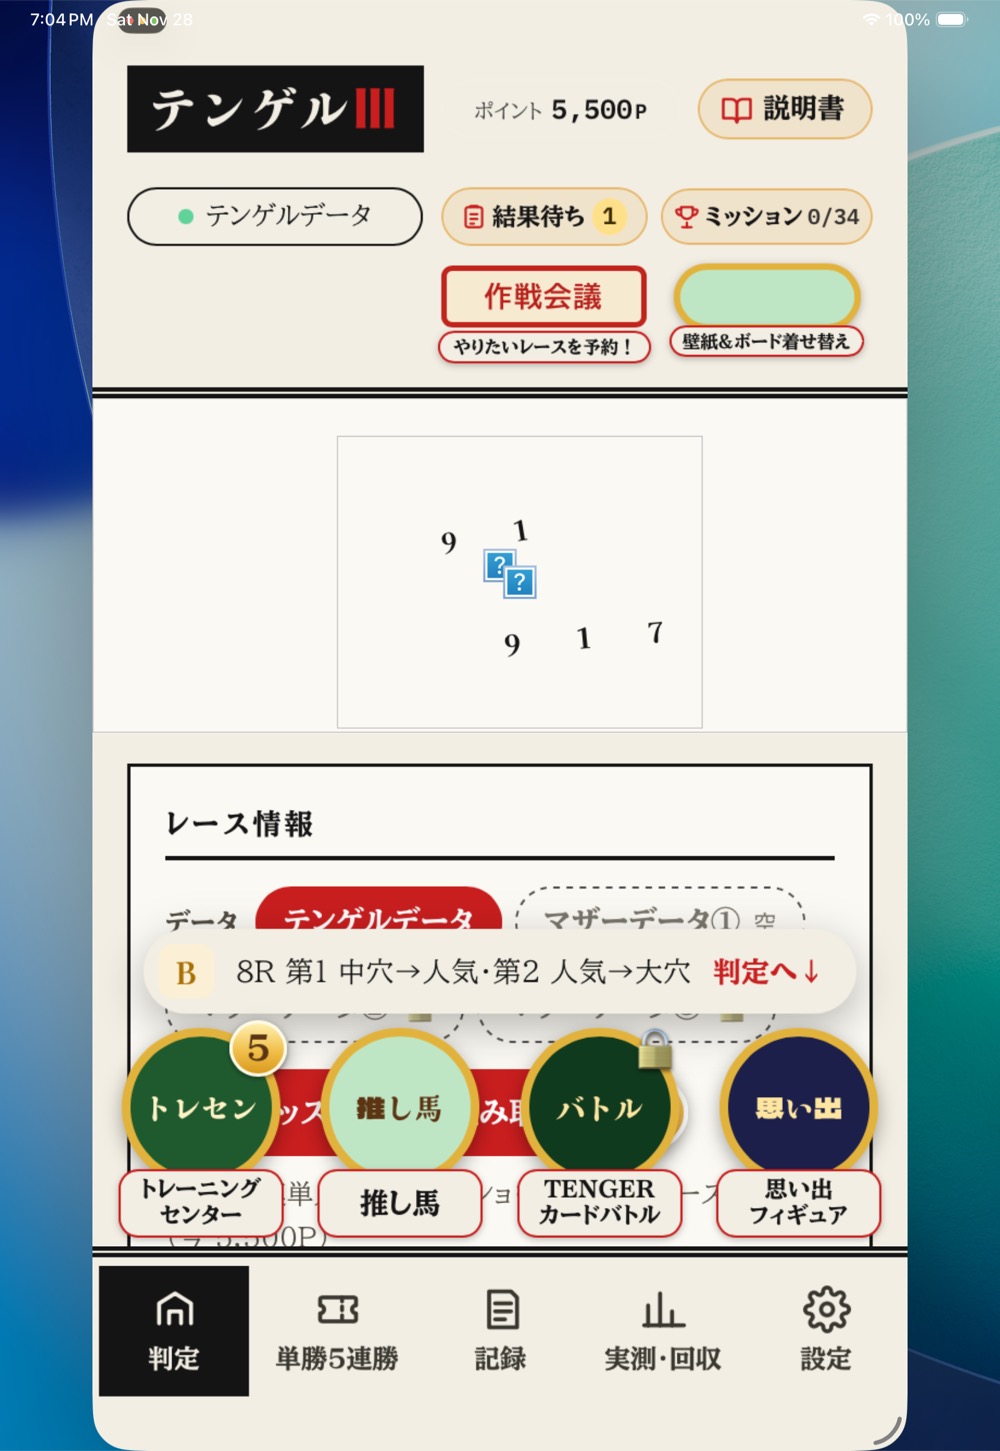 7:04 PM Sat Nov 28
100%
テンゲルIII
ポイント 5,500P
説明書
テンゲルデータ
結果待ち 1
ミッション 0/34
作戦会議
やりたいレースを予約！
壁紙&ボード着せ替え
9 1
? ?
9 1 7
レース情報
データ テンゲルデータ マザーデータ① 空
B 8R 第1 中穴→人気・第2 人気→大穴 判定へ↓
5
トレセン 推し馬 バトル 思い出
トレーニング
センター
推し馬
TENGER
カードバトル
思い出
フィギュア
判定 単勝5連勝 記録 実測・回収 設定